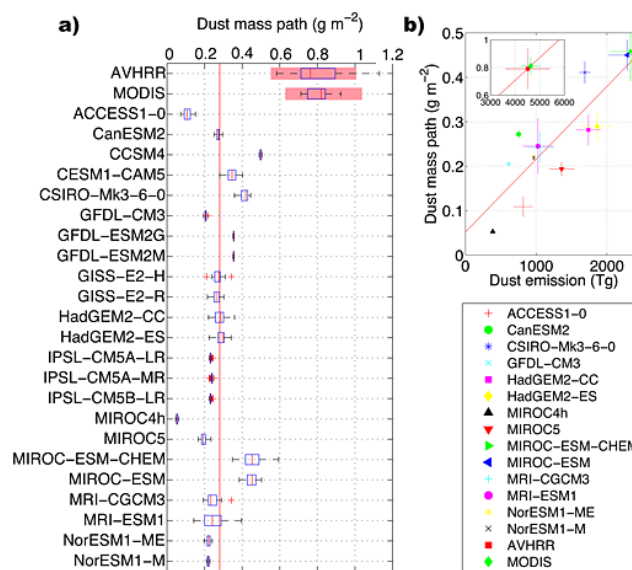 a)
Dust mass path (g m⁻²)
0 0.2 0.4 0.6 0.8 1 1.2
AVHRR
MODIS
ACCESS1-0
CanESM2
CCSM4
CESM1-CAM5
CSIRO-Mk3-6-0
GFDL-CM3
GFDL-ESM2G
GFDL-ESM2M
GISS-E2-H
GISS-E2-R
HadGEM2-CC
HadGEM2-ES
IPSL-CM5A-LR
IPSL-CM5A-MR
IPSL-CM5B-LR
MIROC4h
MIROC5
MIROC-ESM-CHEM
MIROC-ESM
MRI-CGCM3
MRI-ESM1
NorESM1-ME
NorESM1-M
b)
Dust mass path (g m⁻²)
0.5
0.4
0.3
0.2
0.1
0
1
0.8
0.6
3000 4000 5000 6000
0 1000 2000
Dust emission (Tg)
ACCESS1-0
CanESM2
CSIRO-Mk3-6-0
GFDL-CM3
HadGEM2-CC
HadGEM2-ES
MIROC4h
MIROC5
MIROC-ESM-CHEM
MIROC-ESM
MRI-CGCM3
MRI-ESM1
NorESM1-ME
NorESM1-M
AVHRR
MODIS